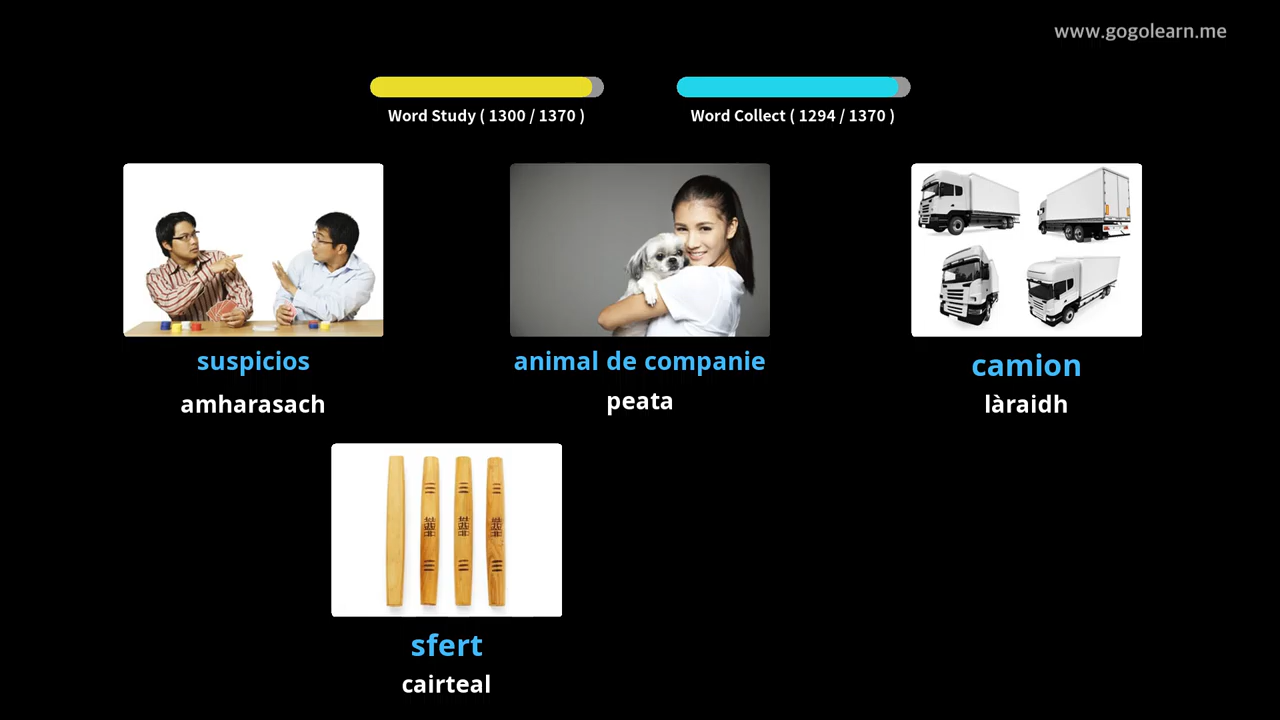 www.gogolearn.me
Word Study ( 1300 / 1370 )
Word Collect ( 1294 / 1370 )
suspicios
amharasach
animal de companie
peata
camion
làraidh
sfert
cairteal